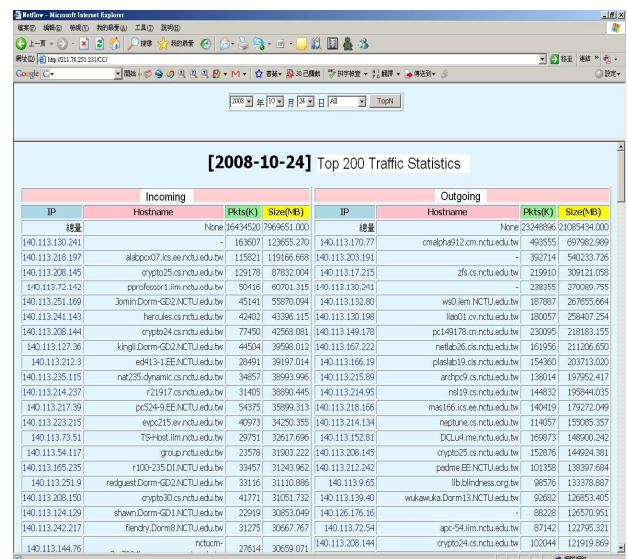 Netflow - Microsoft Internet Explorer
檔案(F) 編輯(E) 檢視(V) 我的最愛(A) 工具(T) 說明(H)
上一頁 搜尋 我的最愛
網址(D) http://211.76.251.231/CC/ 移至 連結
Google 開始 書籤 翻譯 傳送到 設定
2008 年 10 月 24 日 All TopN
[2008-10-24] Top 200 Traffic Statistics
Incoming Outgoing
IP Hostname Pkts(K) Size(MB) IP Hostname Pkts(K) Size(MB)
總量 None 16434520 7969651.000 總量 None 23248896 21085434.000
140.113.130.241 - 163607 123655.270 140.113.170.77 cmalpha912.cm.nctu.edu.tw 493555 697982.989
140.113.218.197 alabpcx07.ics.ee.nctu.edu.tw 115821 119166.668 140.113.203.191 - 392714 540233.726
140.113.208.145 crypto25.cs.nctu.edu.tw 129178 87832.004 140.113.17.215 zfs.cs.nctu.edu.tw 219910 309121.058
140.113.72.142 pprofessor1.iim.nctu.edu.tw 50416 60701.315 140.113.130.241 - 238355 270089.755
140.113.251.169 Jomin.Dorm-GD2.NCTU.edu.tw 45141 55870.094 140.113.132.80 ws0.iem.NCTU.edu.tw 187887 267655.664
140.113.241.143 hercules.cs.nctu.edu.tw 42402 43396.115 140.113.130.198 liao01.cv.nctu.edu.tw 180057 258407.254
140.113.208.144 crypto24.cs.nctu.edu.tw 77450 42568.081 140.113.149.178 pc149178.cn.nctu.edu.tw 230095 218183.155
140.113.127.36 kingli.Dorm-GD2.NCTU.edu.tw 44504 39598.012 140.113.167.222 netlab26.cis.nctu.edu.tw 161956 211206.650
140.113.212.3 ed413-1.EE.NCTU.edu.tw 28491 39197.014 140.113.166.19 plaslab19.cis.nctu.edu.tw 154360 203713.020
140.113.235.115 nat235.dynamic.cs.nctu.edu.tw 34857 38993.996 140.113.215.89 archpc9.cs.nctu.edu.tw 138014 197952.417
140.113.214.237 r21917.cs.nctu.edu.tw 31405 38890.445 140.113.214.95 nsl19.cs.nctu.edu.tw 144832 195844.035
140.113.217.39 pc524-9.EE.NCTU.edu.tw 54375 35899.313 140.113.218.166 mas166.ics.ee.nctu.edu.tw 140419 179272.049
140.113.223.215 evpc215.ev.nctu.edu.tw 40973 34250.355 140.113.214.134 neptune.cs.nctu.edu.tw 114057 155085.357
140.113.73.51 TS-Host.iim.nctu.edu.tw 29751 32617.696 140.113.152.81 DCLu4.me.nctu.edu.tw 169873 148900.242
140.113.54.117 group.nctu.edu.tw 23578 31903.222 140.113.208.145 crypto25.cs.nctu.edu.tw 152876 144924.381
140.113.165.235 r100-235.DI.NCTU.edu.tw 33457 31243.962 140.113.212.242 padme.EE.NCTU.edu.tw 101358 138397.684
140.113.251.9 redguest.Dorm-GD2.NCTU.edu.tw 33116 31110.886 140.113.9.65 lib.blindness.org.tw 98576 133378.887
140.113.208.150 crypto30.cs.nctu.edu.tw 41771 31051.732 140.113.139.40 wukawuka.Dorm13.NCTU.edu.tw 92682 126853.405
140.113.124.129 shawn.Dorm-GD1.NCTU.edu.tw 22919 30853.049 140.126.176.16 - 88228 126570.951
140.113.242.217 fiendry.Dorm8.NCTU.edu.tw 31275 30667.767 140.113.72.54 apc-54.iim.nctu.edu.tw 87142 122795.321
140.113.144.76 nctucm- 27614 30659.071 140.113.208.144 crypto24.cs.nctu.edu.tw 102044 121919.869